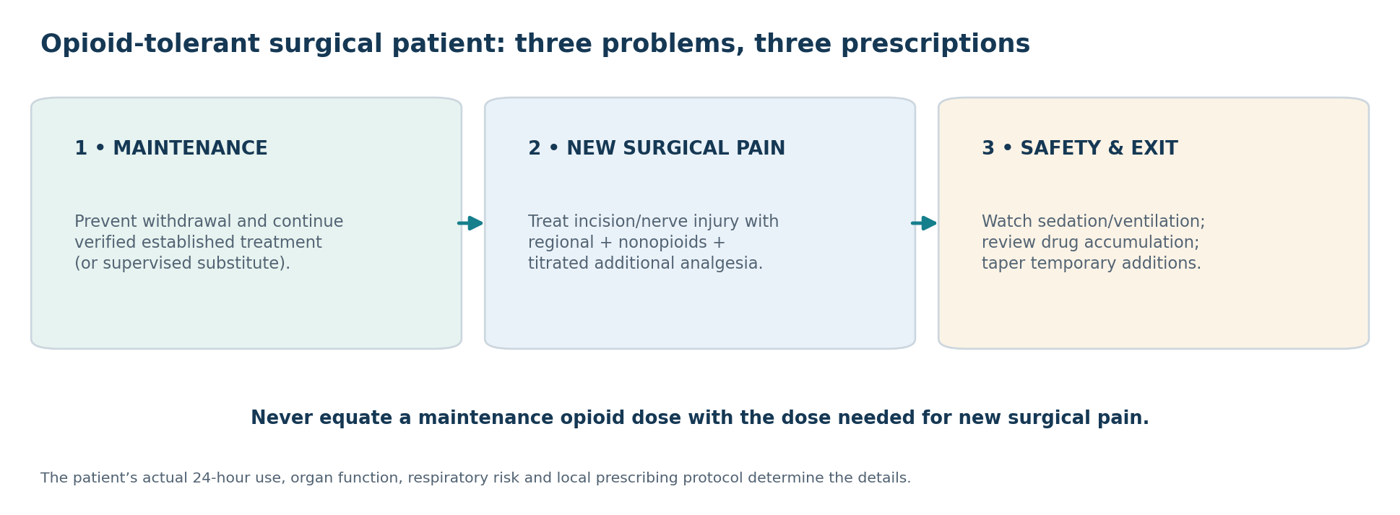 Opioid-tolerant surgical patient: three problems, three prescriptions
1 • MAINTENANCE
Prevent withdrawal and continue
verified established treatment
(or supervised substitute).
2 • NEW SURGICAL PAIN
Treat incision/nerve injury with
regional + nonopioids +
titrated additional analgesia.
3 • SAFETY & EXIT
Watch sedation/ventilation;
review drug accumulation;
taper temporary additions.
Never equate a maintenance opioid dose with the dose needed for new surgical pain.
The patient’s actual 24-hour use, organ function, respiratory risk and local prescribing protocol determine the details.